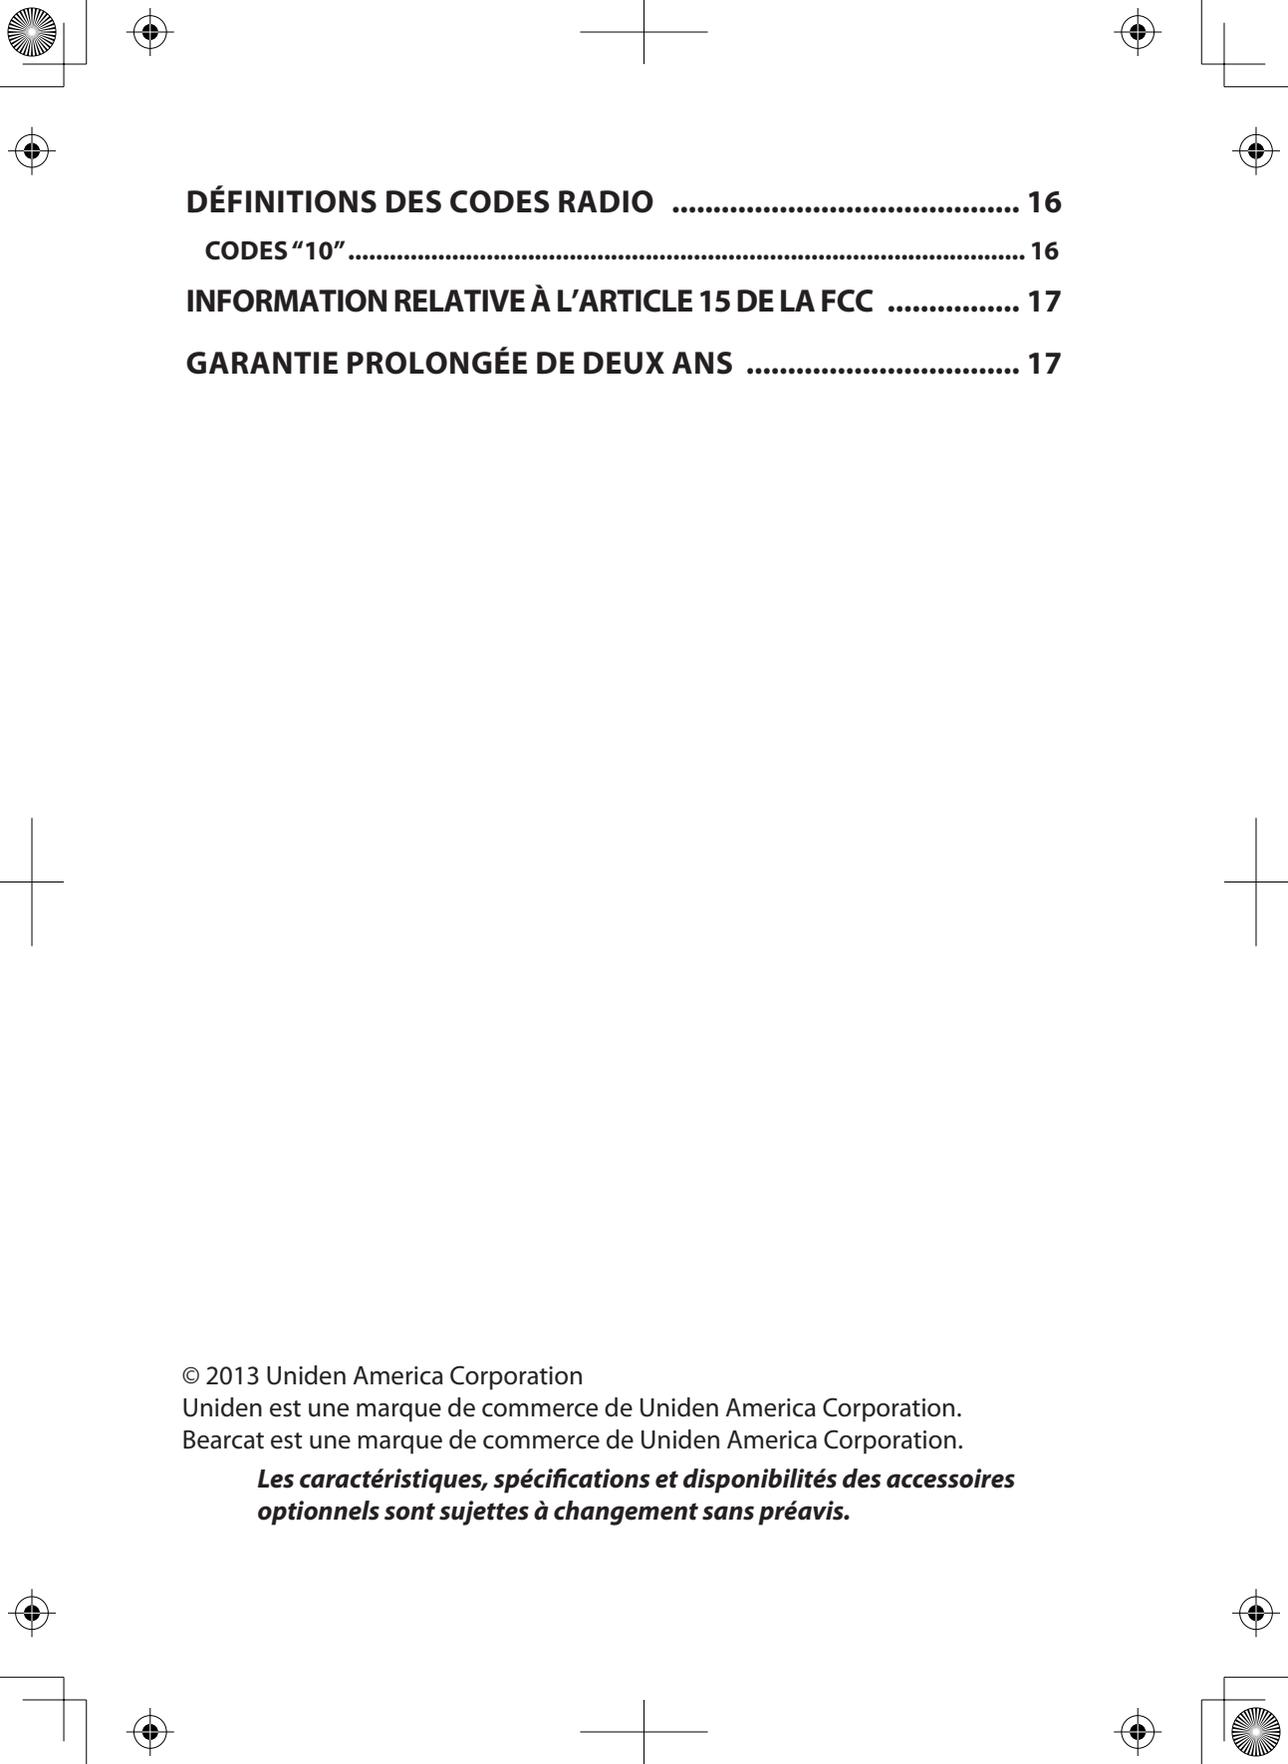 DÉFINITIONS DES CODES RADIO ........................................... 16
CODES “10” .................................................................................................... 16
INFORMATION RELATIVE À L’ARTICLE 15 DE LA FCC ................ 17
GARANTIE PROLONGÉE DE DEUX ANS ................................. 17
© 2013 Uniden America Corporation
Uniden est une marque de commerce de Uniden America Corporation.
Bearcat est une marque de commerce de Uniden America Corporation.
Les caractéristiques, spécifications et disponibilités des accessoires
optionnels sont sujettes à changement sans préavis.